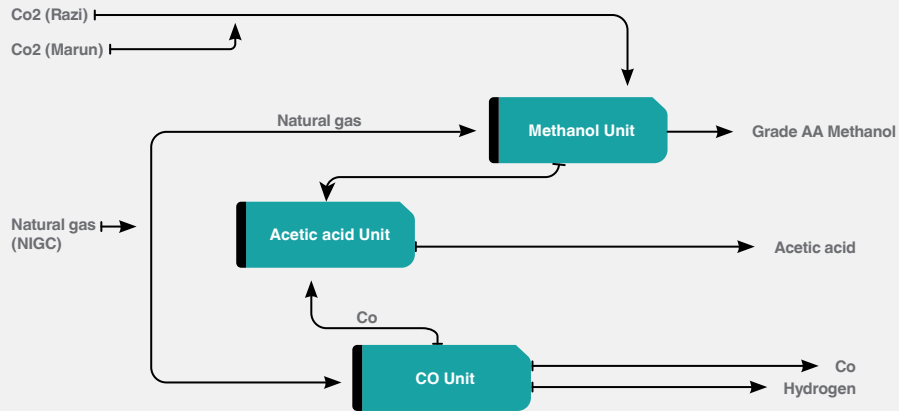 Co2 (Razi)
Co2 (Marun)
Natural gas
Methanol Unit
Grade AA Methanol
Natural gas
(NIGC)
Acetic acid Unit
Acetic acid
Co
CO Unit
Co
Hydrogen